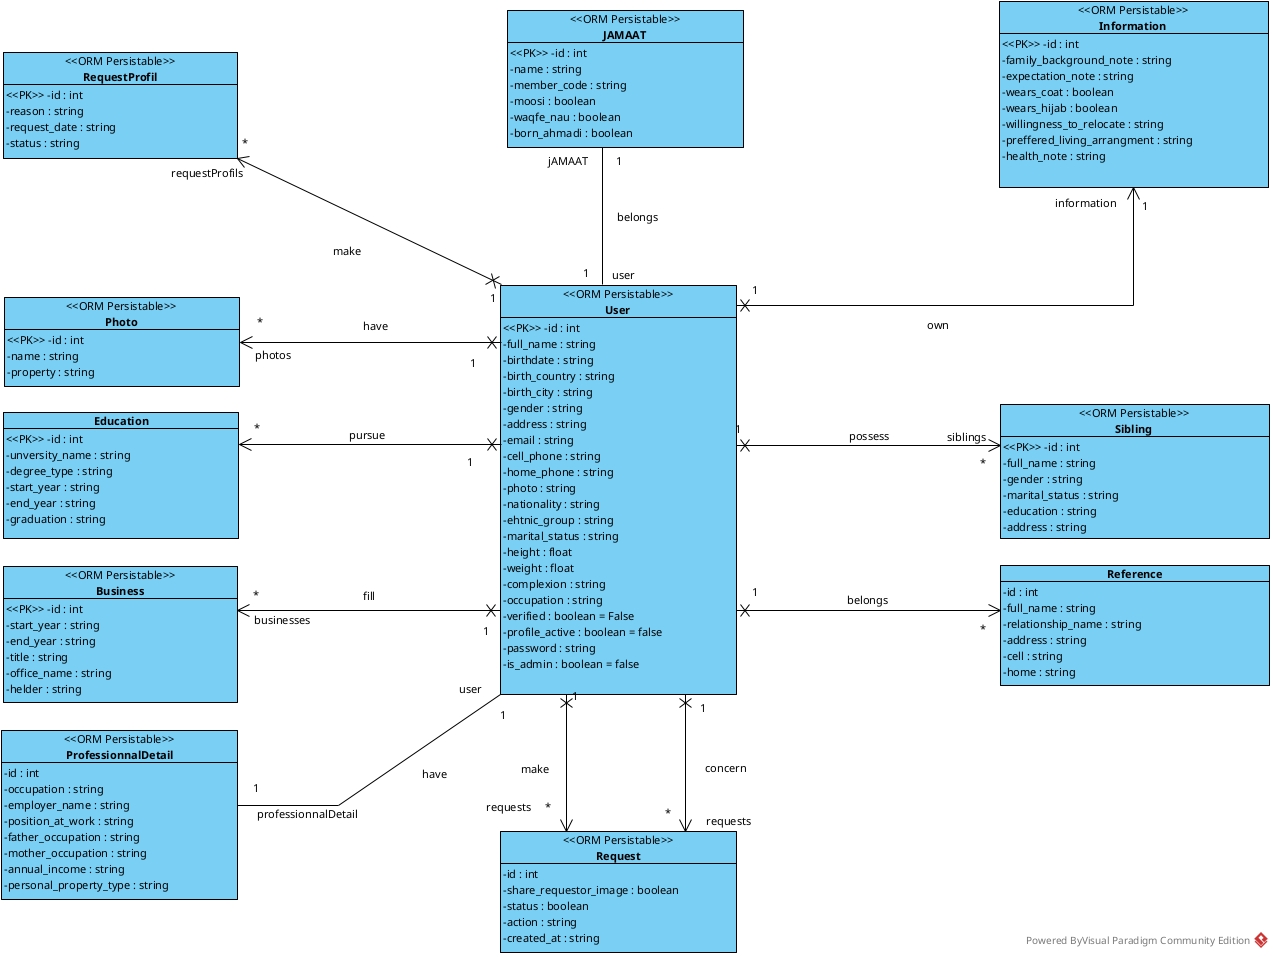 <<ORM Persistable>>
RequestProfil
<<PK>> -id : int
-reason : string
-request_date : string
-status : string
*
requestProfils
make
1
<<ORM Persistable>>
JAMAAT
<<PK>> -id : int
-name : string
-member_code : string
-moosi : boolean
-waqfe_nau : boolean
-born_ahmadi : boolean
jAMAAT
1
belongs
1
user
<<ORM Persistable>>
Information
<<PK>> -id : int
-family_background_note : string
-expectation_note : string
-wears_coat : boolean
-wears_hijab : boolean
-willingness_to_relocate : string
-preffered_living_arrangment : string
-health_note : string
information
1
1
own
<<ORM Persistable>>
Photo
<<PK>> -id : int
-name : string
-property : string
*
have
photos
1
Education
<<PK>> -id : int
-unversity_name : string
-degree_type : string
-start_year : string
-end_year : string
-graduation : string
*
pursue
1
<<ORM Persistable>>
Business
<<PK>> -id : int
-start_year : string
-end_year : string
-title : string
-office_name : string
-helder : string
*
fill
businesses
1
<<ORM Persistable>>
ProfessionnalDetail
-id : int
-occupation : string
-employer_name : string
-position_at_work : string
-father_occupation : string
-mother_occupation : string
-annual_income : string
-personal_property_type : string
user
1
have
1
professionnalDetail
<<ORM Persistable>>
User
<<PK>> -id : int
-full_name : string
-birthdate : string
-birth_country : string
-birth_city : string
-gender : string
-address : string
-email : string
-cell_phone : string
-home_phone : string
-photo : string
-nationality : string
-ehtnic_group : string
-marital_status : string
-height : float
-weight : float
-complexion : string
-occupation : string
-verified : boolean = False
-profile_active : boolean = false
-password : string
-is_admin : boolean = false
1
possess
siblings
*
<<ORM Persistable>>
Sibling
<<PK>> -id : int
-full_name : string
-gender : string
-marital_status : string
-education : string
-address : string
1
belongs
*
Reference
-id : int
-full_name : string
-relationship_name : string
-address : string
-cell : string
-home : string
1
make
requests
*
1
concern
*
requests
<<ORM Persistable>>
Request
-id : int
-share_requestor_image : boolean
-status : boolean
-action : string
-created_at : string
Powered ByVisual Paradigm Community Edition